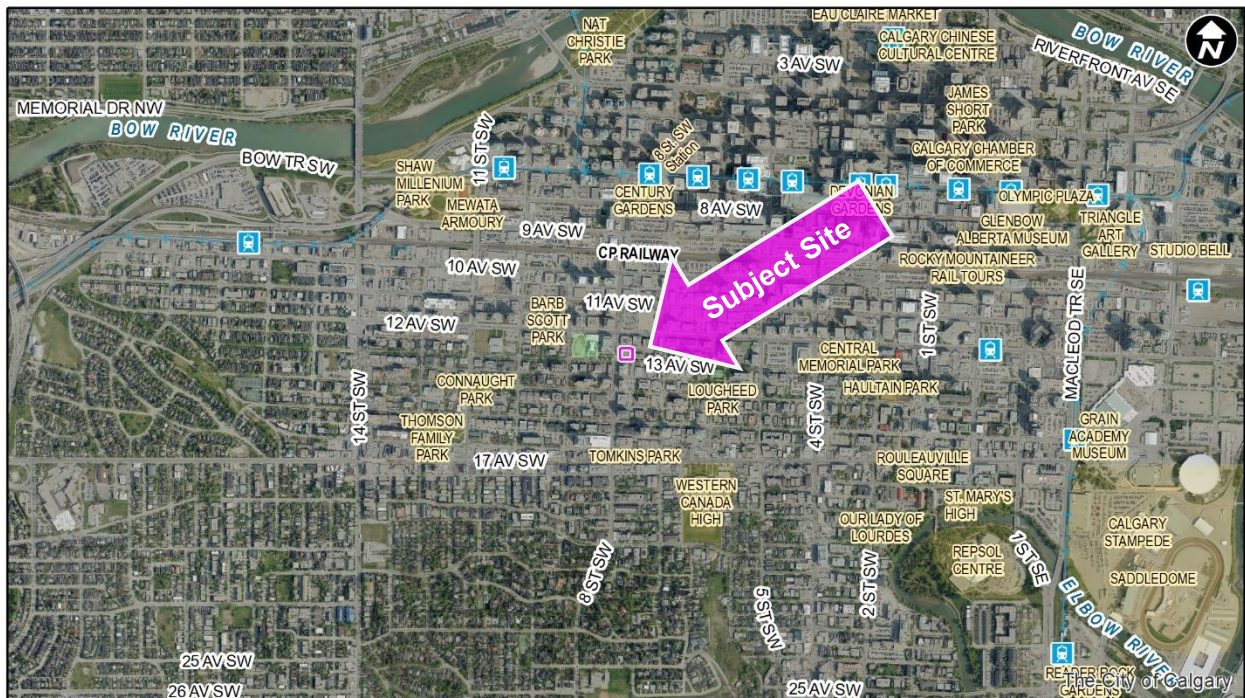 EAU CLAIRE MARKET
NAT
CHRISTIE
PARK
CALGARY CHINESE
CULTURAL CENTRE
BOW RIVER
RIVERFRONT AV SE
N
3 AV SW
MEMORIAL DR NW
BOW RIVER
JAMES
SHORT
PARK
BOW TR SW
11 ST SW
6 St. SW
Station
CALGARY CHAMBER
OF COMMERCE
SHAW
MILLENIUM
PARK
MEWATA
ARMOURY
CENTURY
GARDENS
8 AV SW
DEVONIAN
GARDENS
OLYMPIC PLAZA
9 AV SW
GLENBOW
ALBERTA MUSEUM
TRIANGLE
ART
GALLERY
STUDIO BELL
CP RAILWAY
Subject Site
10 AV SW
ROCKY MOUNTAINEER
RAIL TOURS
11 AV SW
BARB
SCOTT
PARK
12 AV SW
1 ST SW
MACLEOD TR SE
13 AV SW
CENTRAL
MEMORIAL PARK
HAULTAIN PARK
CONNAUGHT
PARK
LOUGHEED
PARK
14 ST SW
4 ST SW
THOMSON
FAMILY
PARK
GRAIN
ACADEMY
MUSEUM
17 AV SW
TOMKINS PARK
ROULEAUVILLE
SQUARE
WESTERN
CANADA
HIGH
ST. MARY'S
HIGH
OUR LADY OF
LOURDES
CALGARY
STAMPEDE
REPSOL
CENTRE
1 ST SE
8 ST SW
5 ST SW
2 ST SW
SADDLEDOME
ELBOW RIVER
25 AV SW
26 AV SW
25 AV SW
READER ROCK
GARDENS
The City of Calgary